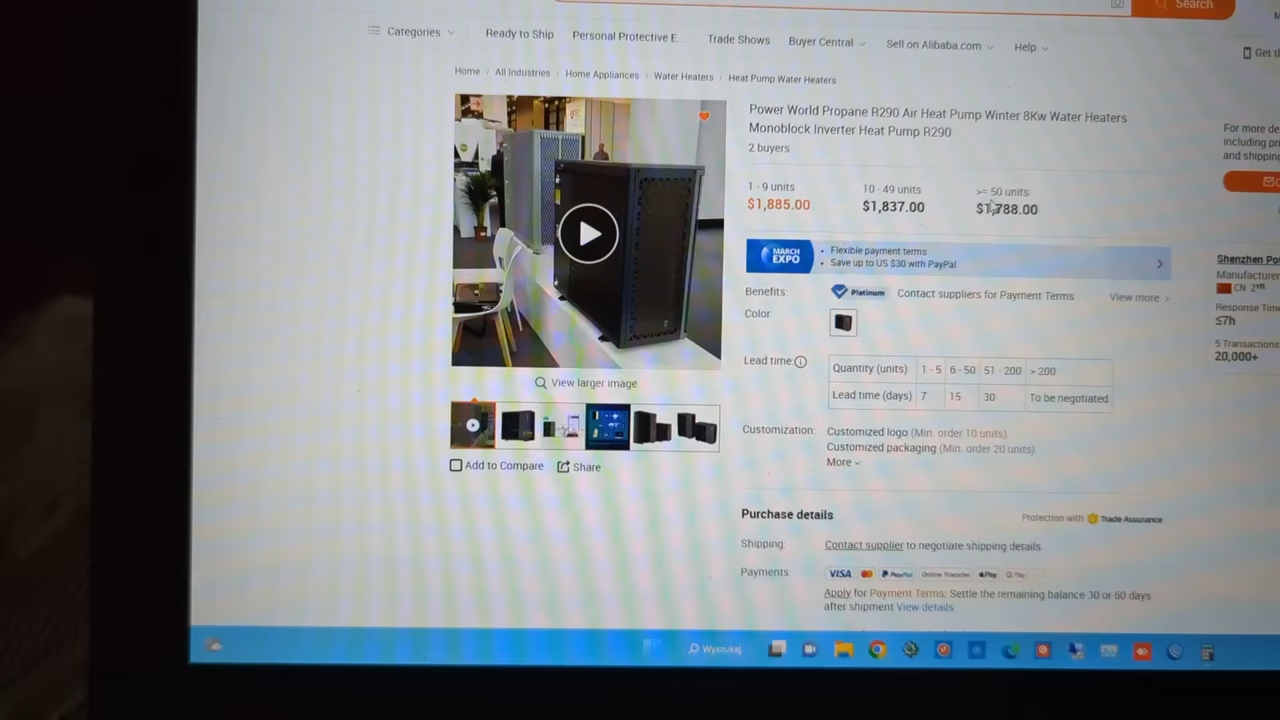 Search
Categories
Ready to Ship
Personal Protective E...
Trade Shows
Buyer Central
Sell on Alibaba.com
Help
Get th
Home / All Industries / Home Appliances / Water Heaters / Heat Pump Water Heaters
Power World Propane R290 Air Heat Pump Winter 8Kw Water Heaters
Monoblock Inverter Heat Pump R290
2 buyers
1 - 9 units
10 - 49 units
>= 50 units
$1,885.00
$1,837.00
$1,788.00
MARCH
EXPO
• Flexible payment terms
• Save up to US $30 with PayPal
Benefits:
Platinum
Contact suppliers for Payment Terms
View more >
Color
Lead time:
Quantity (units) 1 - 5 6 - 50 51 - 200 > 200
Lead time (days) 7 15 30 To be negotiated
View larger image
Add to Compare
Share
Customization:
Customized logo (Min. order 10 units)
Customized packaging (Min. order 20 units)
More
Purchase details
Protection with Trade Assurance
Shipping:
Contact supplier to negotiate shipping details
Payments:
VISA PayPal Online Transfer Pay G Pay
Apply for Payment Terms: Settle the remaining balance 30 or 60 days
after shipment View details
For more de
including pri
and shipping
Shenzhen Po
Manufacturer
CN 2YR
Response Time
≤7h
5 Transactions
20,000+
Wyszukaj